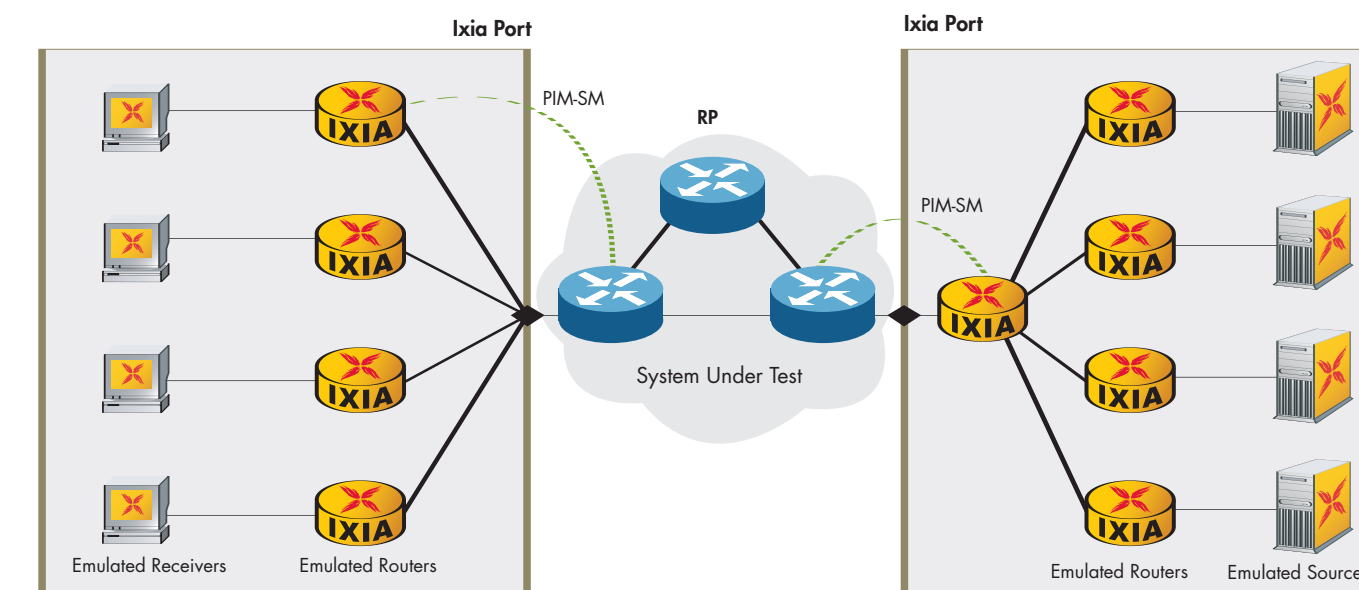 Ixia Port
Ixia Port
PIM-SM
RP
IXIA
IXIA
PIM-SM
IXIA
IXIA
IXIA
System Under Test
IXIA
IXIA
IXIA
IXIA
Emulated Receivers
Emulated Routers
Emulated Routers
Emulated Source